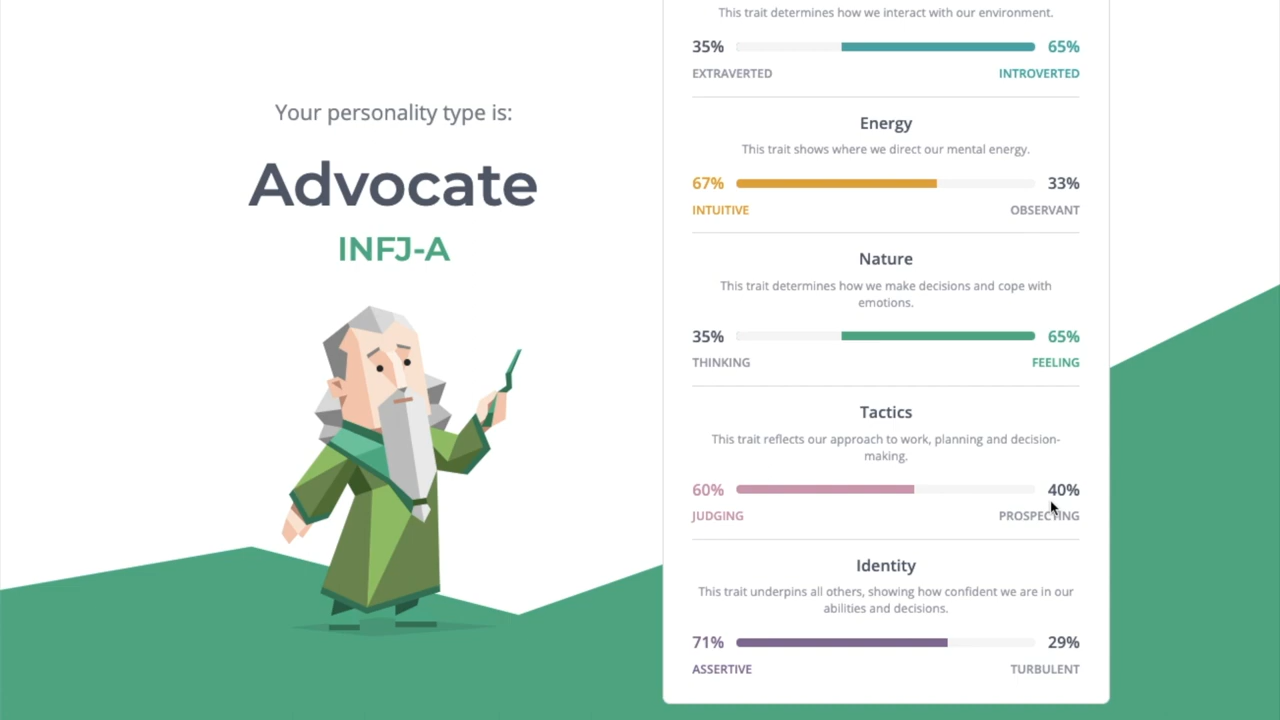 Your personality type is:
Advocate
INFJ-A
This trait determines how we interact with our environment.
35% 65%
EXTRAVERTED INTROVERTED
Energy
This trait shows where we direct our mental energy.
67% 33%
INTUITIVE OBSERVANT
Nature
This trait determines how we make decisions and cope with
emotions.
35% 65%
THINKING FEELING
Tactics
This trait reflects our approach to work, planning and decision-
making.
60% 40%
JUDGING PROSPECTING
Identity
This trait underpins all others, showing how confident we are in our
abilities and decisions.
71% 29%
ASSERTIVE TURBULENT